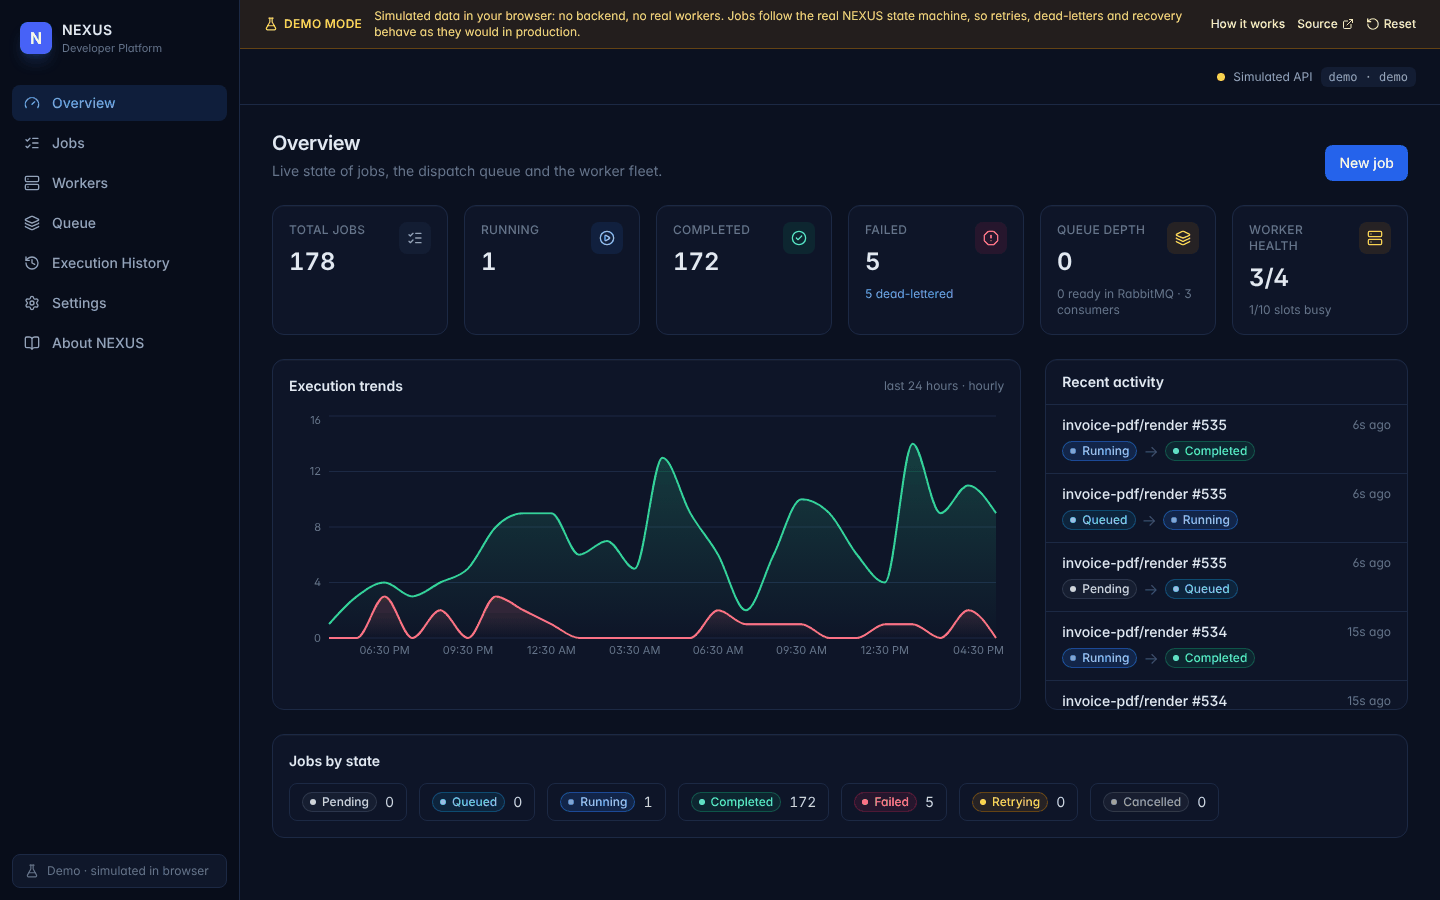 N
NEXUS
Developer Platform
Overview
Jobs
Workers
Queue
Execution History
Settings
About NEXUS
Demo · simulated in browser
DEMO MODE
Simulated data in your browser: no backend, no real workers. Jobs follow the real NEXUS state machine, so retries, dead-letters and recovery
behave as they would in production.
How it works
Source
Reset
Simulated API
demo · demo
Overview
Live state of jobs, the dispatch queue and the worker fleet.
New job
TOTAL JOBS
178
RUNNING
1
COMPLETED
172
FAILED
5
5 dead-lettered
QUEUE DEPTH
0
0 ready in RabbitMQ · 3
consumers
WORKER
HEALTH
3/4
1/10 slots busy
Execution trends
last 24 hours · hourly
16
12
8
4
0
06:30 PM
09:30 PM
12:30 AM
03:30 AM
06:30 AM
09:30 AM
12:30 PM
04:30 PM
Recent activity
invoice-pdf/render #535
6s ago
Running → Completed
invoice-pdf/render #535
6s ago
Queued → Running
invoice-pdf/render #535
6s ago
Pending → Queued
invoice-pdf/render #534
15s ago
Running → Completed
invoice-pdf/render #534
15s ago
Jobs by state
Pending 0
Queued 0
Running 1
Completed 172
Failed 5
Retrying 0
Cancelled 0